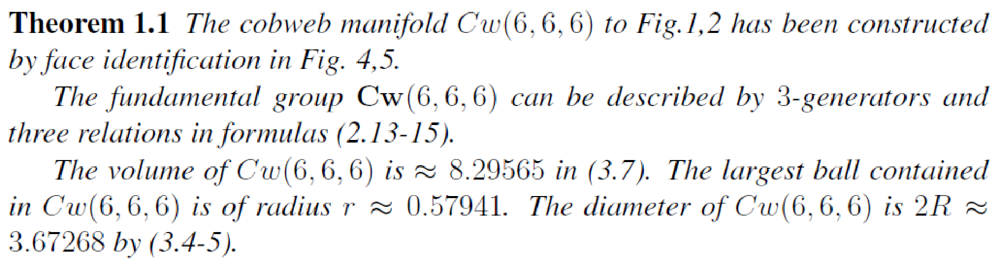 Theorem 1.1 The cobweb manifold Cw(6, 6, 6) to Fig.1,2 has been constructed
by face identification in Fig. 4,5.
The fundamental group Cw(6, 6, 6) can be described by 3-generators and
three relations in formulas (2.13-15).
The volume of Cw(6, 6, 6) is ≈ 8.29565 in (3.7). The largest ball contained
in Cw(6, 6, 6) is of radius r ≈ 0.57941. The diameter of Cw(6, 6, 6) is 2R ≈
3.67268 by (3.4-5).